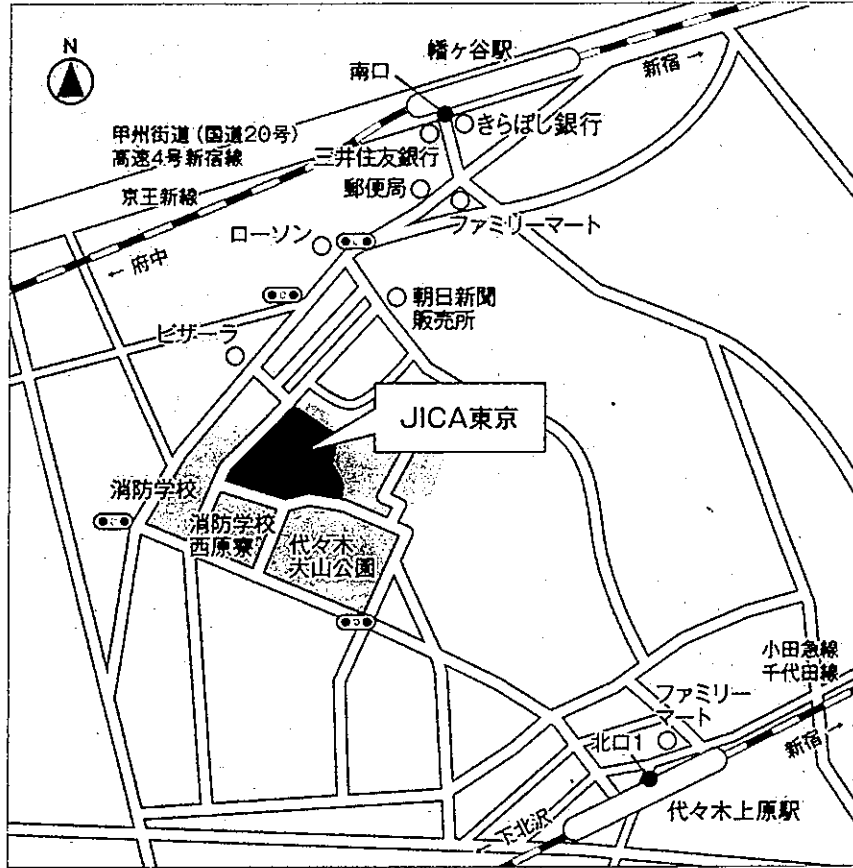 N
幡ヶ谷駅
南口
新宿→
きらぼし銀行
甲州街道(国道20号)
高速4号新宿線
三井住友銀行
京王新線
郵便局
ファミリーマート
ローソン
←府中
朝日新聞
販売所
ピザーラ
JICA東京
消防学校
消防学校
西原寮
代々木
大山公園
小田急線
千代田線
ファミリー
マート
北口1
新宿→
代々木上原駅
←下北沢